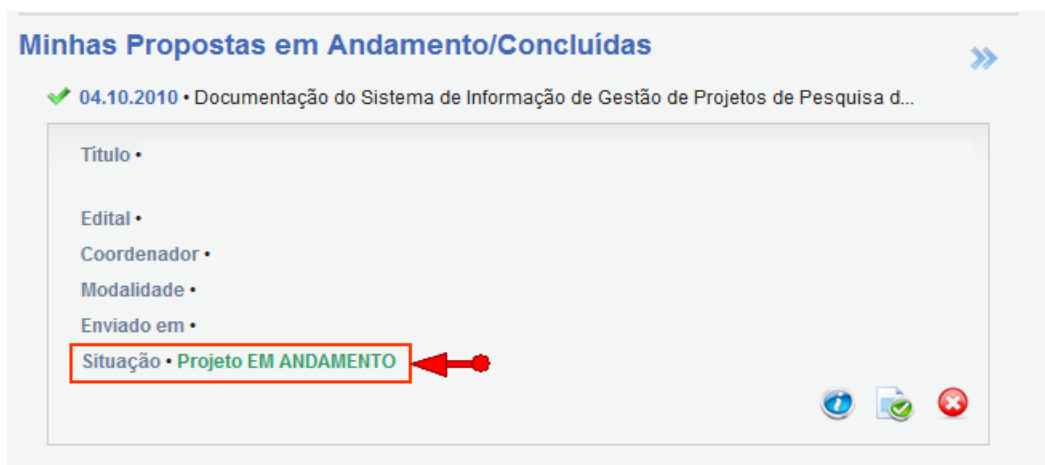 Minhas Propostas em Andamento/Concluídas
04.10.2010 • Documentação do Sistema de Informação de Gestão de Projetos de Pesquisa d...
Título •
Edital •
Coordenador •
Modalidade •
Enviado em •
Situação • Projeto EM ANDAMENTO